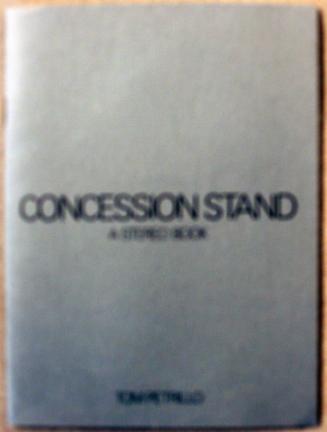 CONCESSION STAND
A STEREO BOOK
TOM PETRILLO